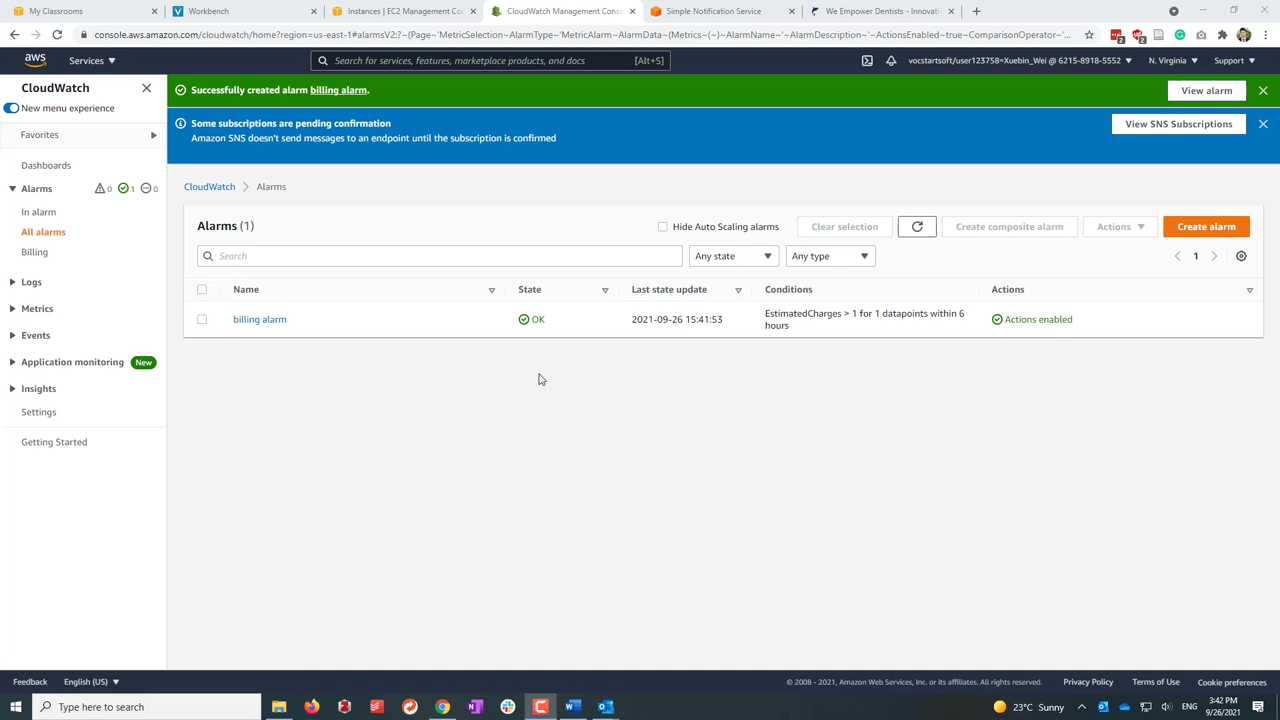 My Classrooms
Workbench
Instances | EC2 Management Co
CloudWatch Management Conso
Simple Notification Service
We Empower Dentists - Innovati
console.aws.amazon.com/cloudwatch/home?region=us-east-1#alarmsV2:?~(Page~'MetricSelection~AlarmType~'MetricAlarm~AlarmData~(Metrics~(~)~AlarmName~'~AlarmDescription~'~ActionsEnabled~true~ComparisonOperator~'...
2
2
aws
Services
Search for services, features, marketplace products, and docs
[Alt+S]
vocstartsoft/user123758=Xuebin_Wei @ 6215-8918-5552
N. Virginia
Support
CloudWatch
New menu experience
Favorites
Dashboards
Alarms
0
1
0
In alarm
All alarms
Billing
Logs
Metrics
Events
Application monitoring
New
Insights
Settings
Getting Started
Successfully created alarm billing alarm.
View alarm
Some subscriptions are pending confirmation
Amazon SNS doesn't send messages to an endpoint until the subscription is confirmed
View SNS Subscriptions
CloudWatch
Alarms
Alarms (1)
Hide Auto Scaling alarms
Clear selection
Create composite alarm
Actions
Create alarm
Search
Any state
Any type
1
Name
State
Last state update
Conditions
Actions
billing alarm
OK
2021-09-26 15:41:53
EstimatedCharges > 1 for 1 datapoints within 6
hours
Actions enabled
Feedback
English (US)
© 2008 - 2021, Amazon Web Services, Inc. or its affiliates. All rights reserved.
Privacy Policy
Terms of Use
Cookie preferences
Type here to search
23°C Sunny
ENG
3:42 PM
9/26/2021